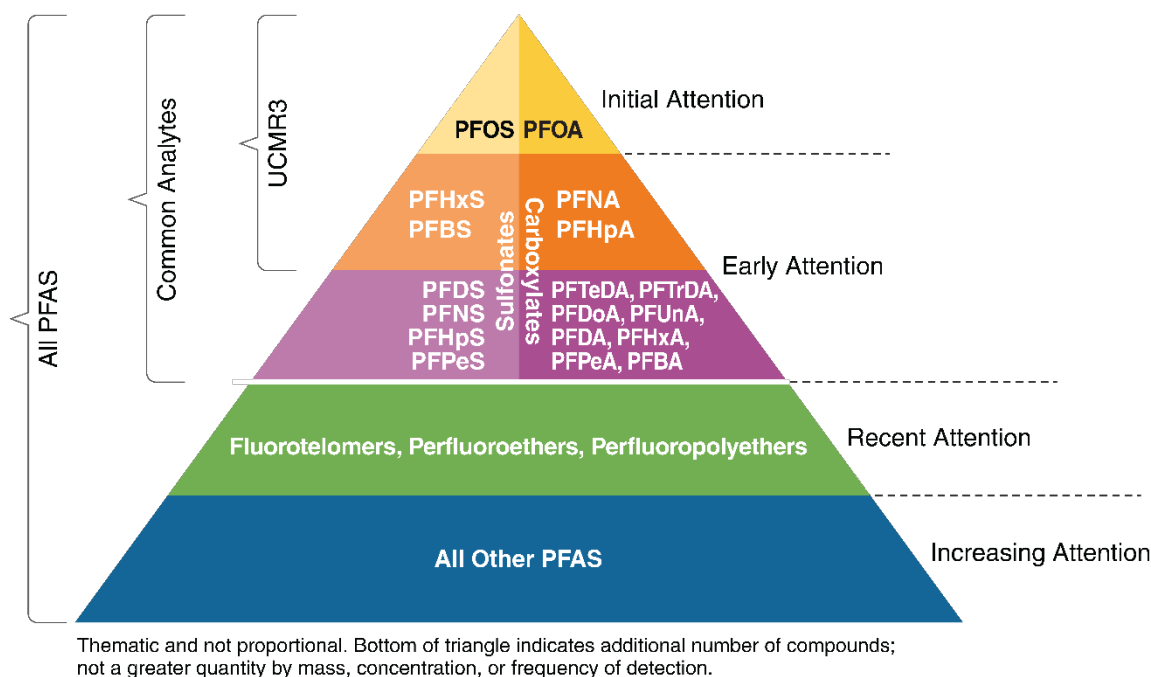 All PFAS
Common Analytes
UCMR3
Initial Attention
PFOS PFOA
PFHxS PFNA
PFBS PFHpA
Sulfonates
Carboxylates
Early Attention
PFDS PFTeDA, PFTrDA,
PFNS PFDoA, PFUnA,
PFHpS PFDA, PFHxA,
PFPeS PFPeA, PFBA
Fluorotelomers, Perfluoroethers, Perfluoropolyethers
Recent Attention
All Other PFAS
Increasing Attention
Thematic and not proportional. Bottom of triangle indicates additional number of compounds;
not a greater quantity by mass, concentration, or frequency of detection.